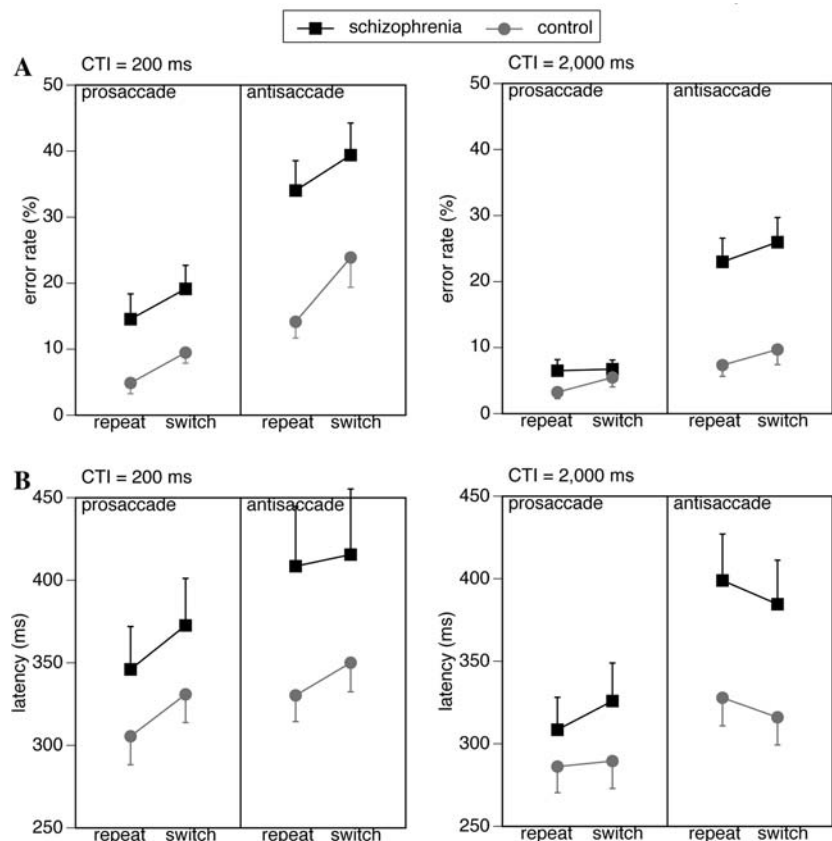 schizophrenia control
A
CTI = 200 ms
CTI = 2,000 ms
50
prosaccade
antisaccade
40
30
20
10
0
error rate (%)
repeat switch
repeat switch
50
prosaccade
antisaccade
40
30
20
10
0
error rate (%)
repeat switch
repeat switch
B
CTI = 200 ms
CTI = 2,000 ms
450
prosaccade
antisaccade
400
350
300
250
latency (ms)
repeat switch
repeat switch
450
prosaccade
antisaccade
400
350
300
250
latency (ms)
repeat switch
repeat switch